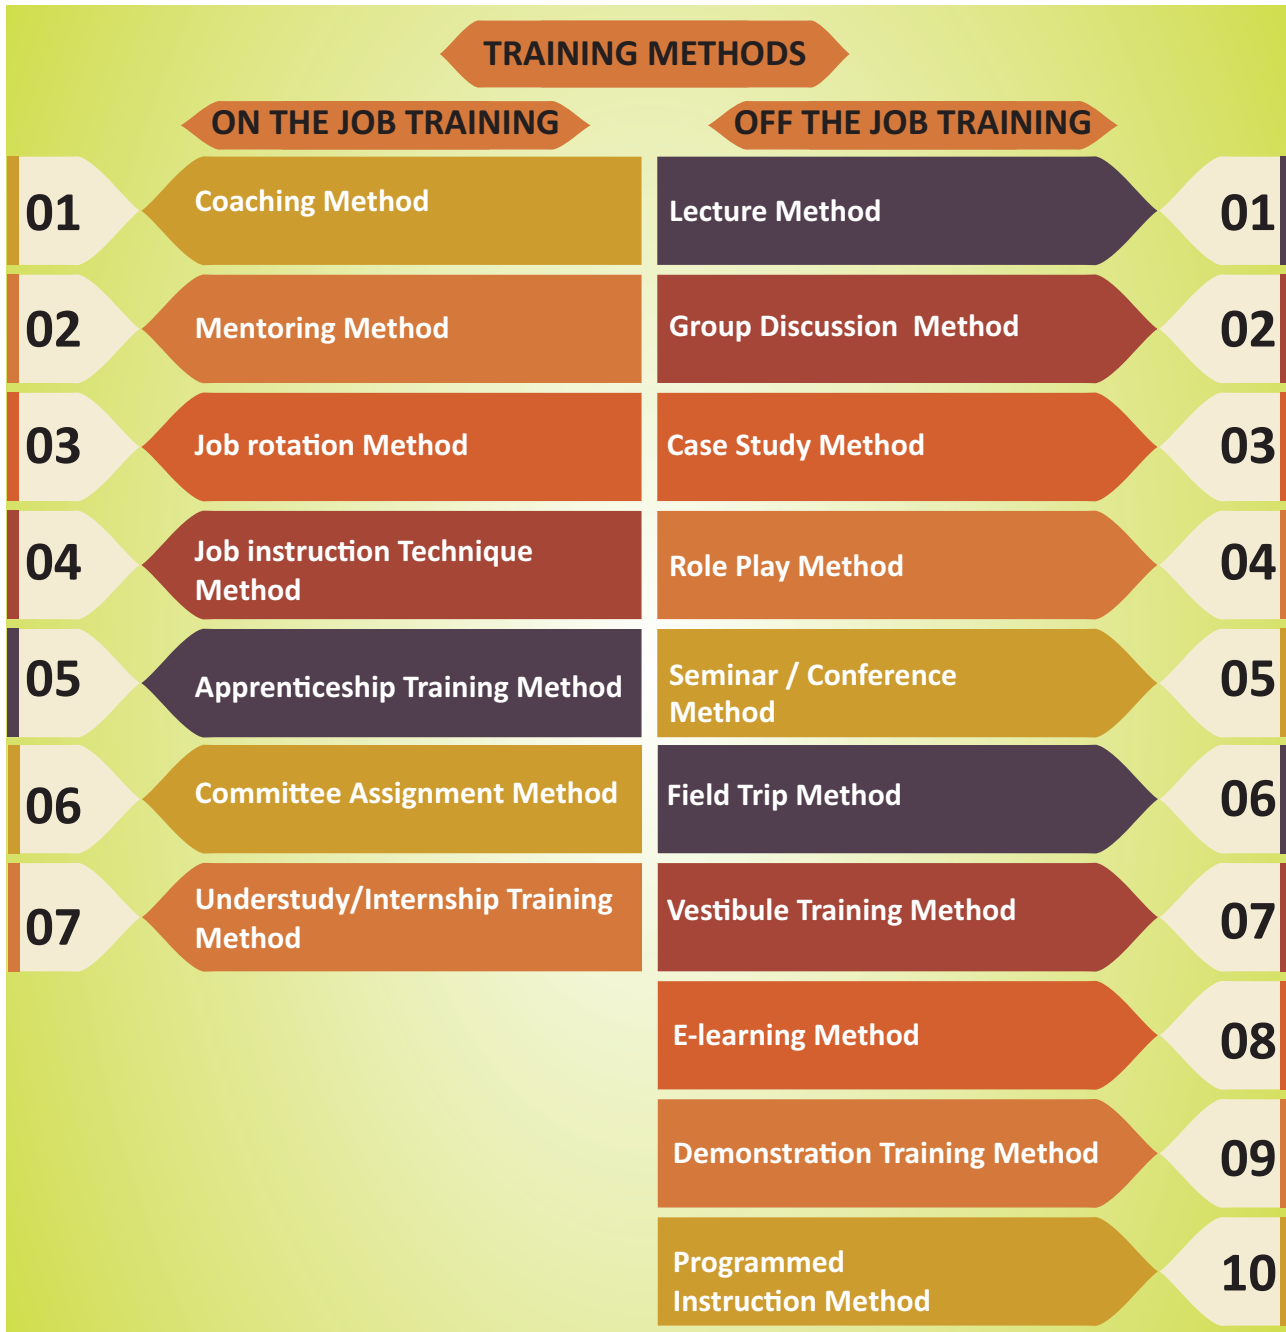 TRAINING METHODS
ON THE JOB TRAINING
01
Coaching Method
02
Mentoring Method
03
Job rotation Method
04
Job instruction Technique
Method
05
Apprenticeship Training Method
06
Committee Assignment Method
07
Understudy/Internship Training
Method
OFF THE JOB TRAINING
Lecture Method
01
Group Discussion  Method
02
Case Study Method
03
Role Play Method
04
Seminar / Conference
Method
05
Field Trip Method
06
Vestibule Training Method
07
E-learning Method
08
Demonstration Training Method
09
Programmed
Instruction Method
10